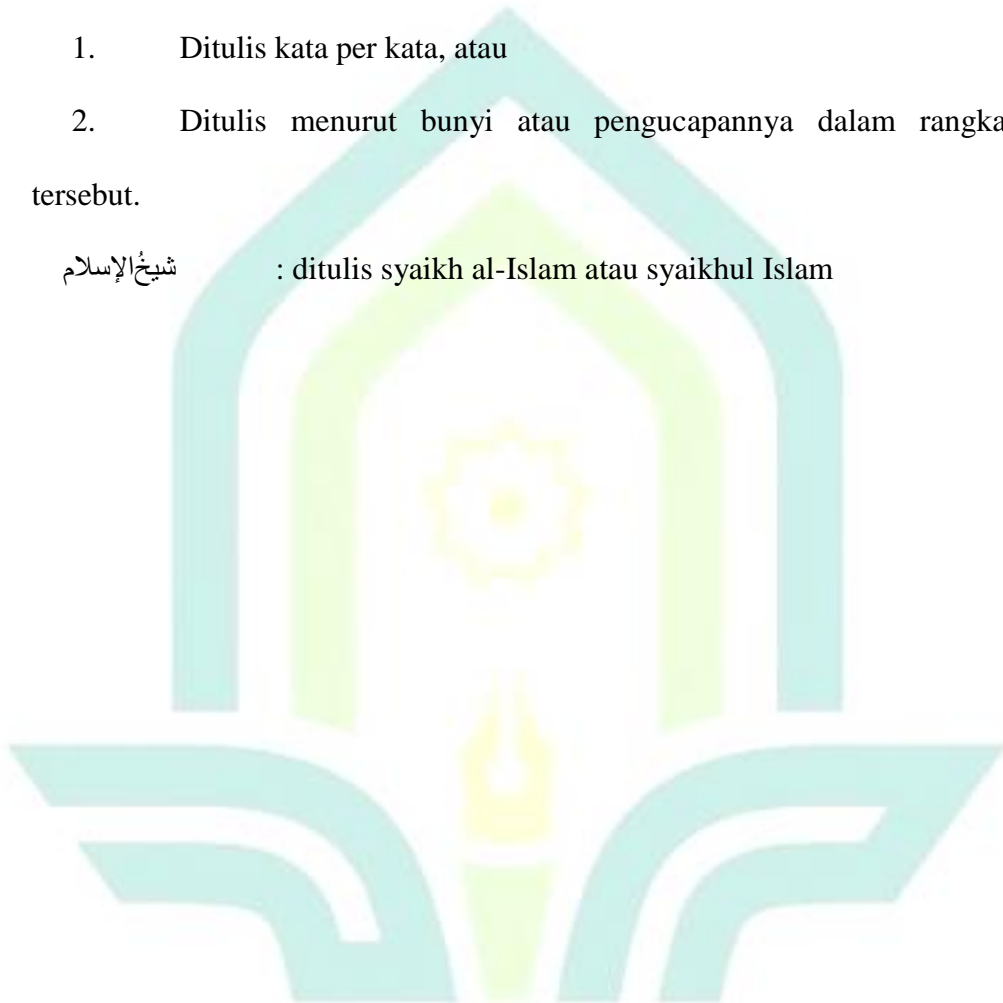 1. Ditulis kata per kata, atau
2. Ditulis menurut bunyi atau pengucapannya dalam rangka
tersebut.
شيخُالإسلام : ditulis syaikh al-Islam atau syaikhul Islam